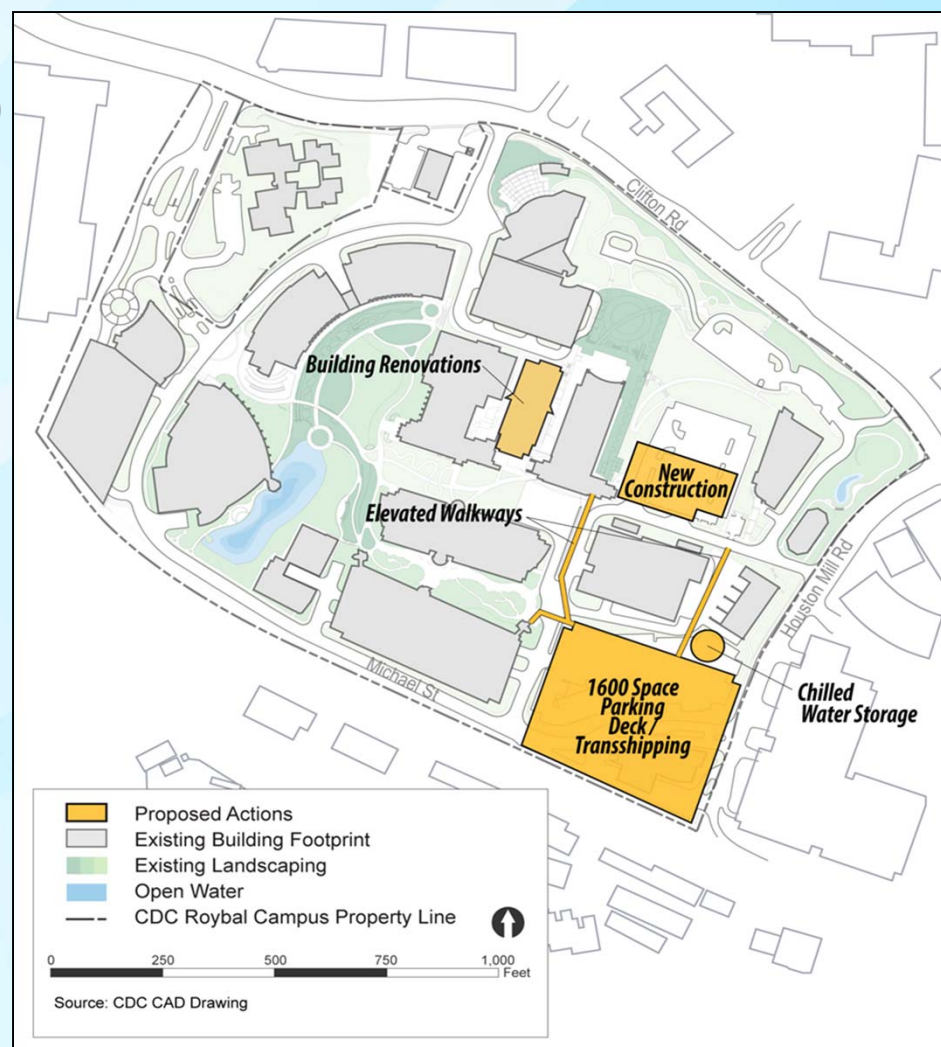 Clifton Rd
Building Renovations
New
Construction
Elevated Walkways
Houston Mill Rd
Michael St
1600 Space
Parking
Deck /
Transshipping
Chilled
Water Storage
Proposed Actions
Existing Building Footprint
Existing Landscaping
Open Water
CDC Roybal Campus Property Line
0 250 500 750 1,000
Feet
Source: CDC CAD Drawing